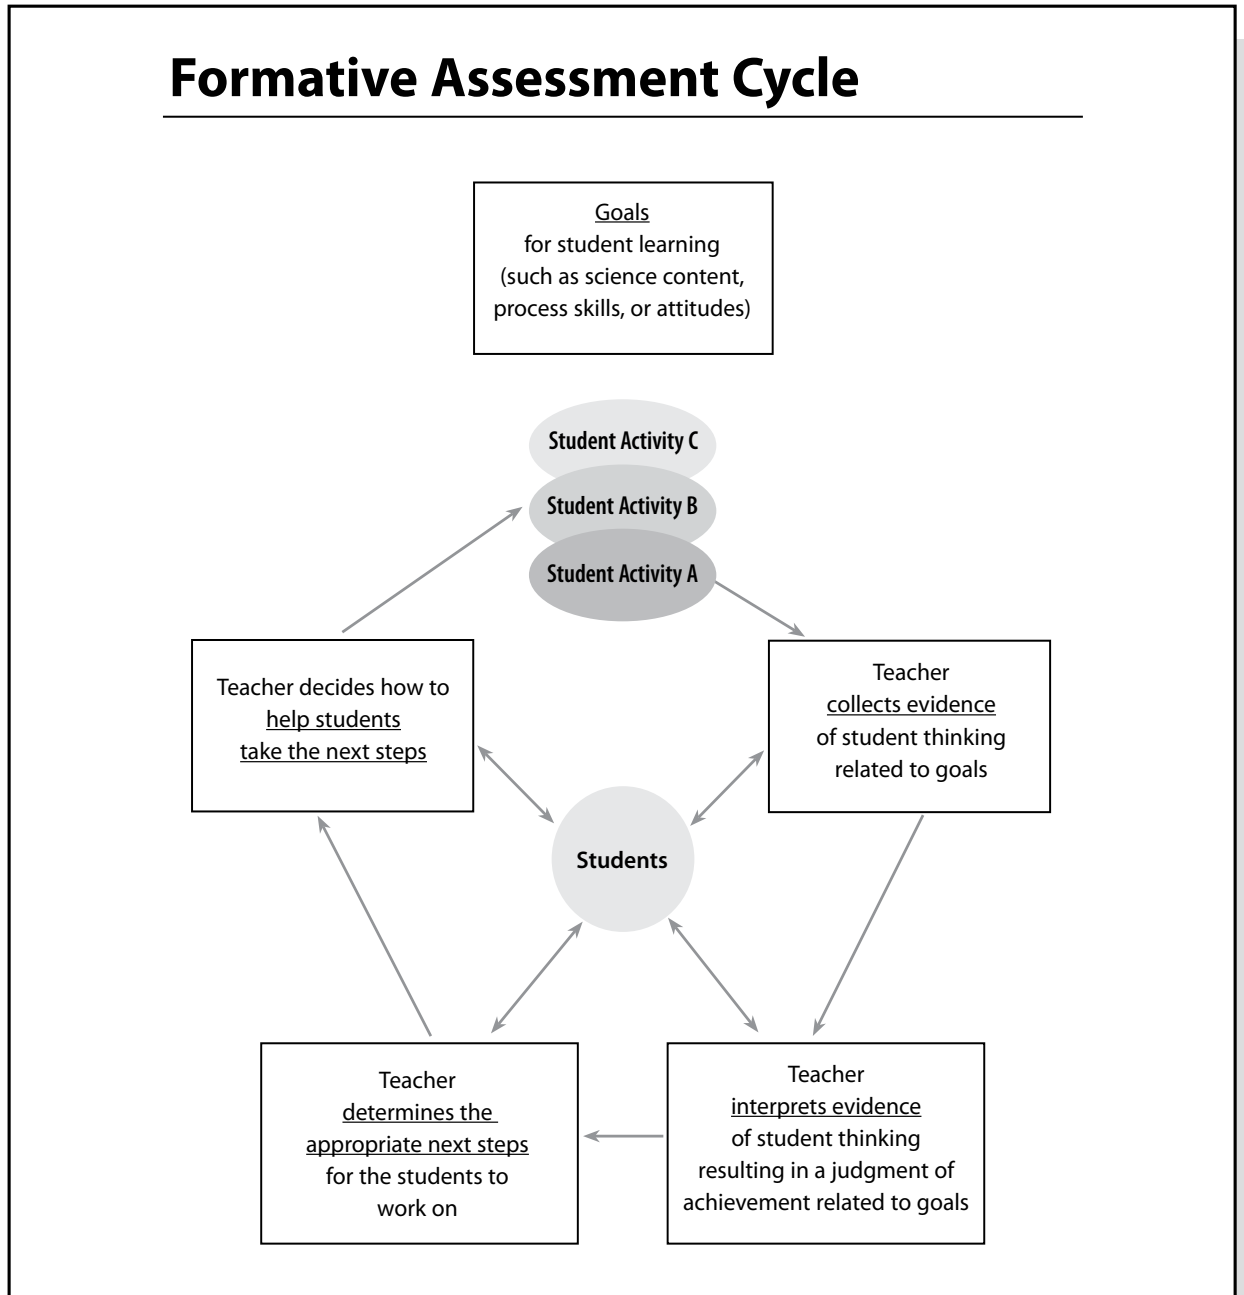 Formative Assessment Cycle
Goals
for student learning
(such as science content,
process skills, or attitudes)
Student Activity C
Student Activity B
Student Activity A
Teacher decides how to
help students
take the next steps
Teacher
collects evidence
of student thinking
related to goals
Students
Teacher
determines the
appropriate next steps
for the students to
work on
Teacher
interprets evidence
of student thinking
resulting in a judgment of
achievement related to goals